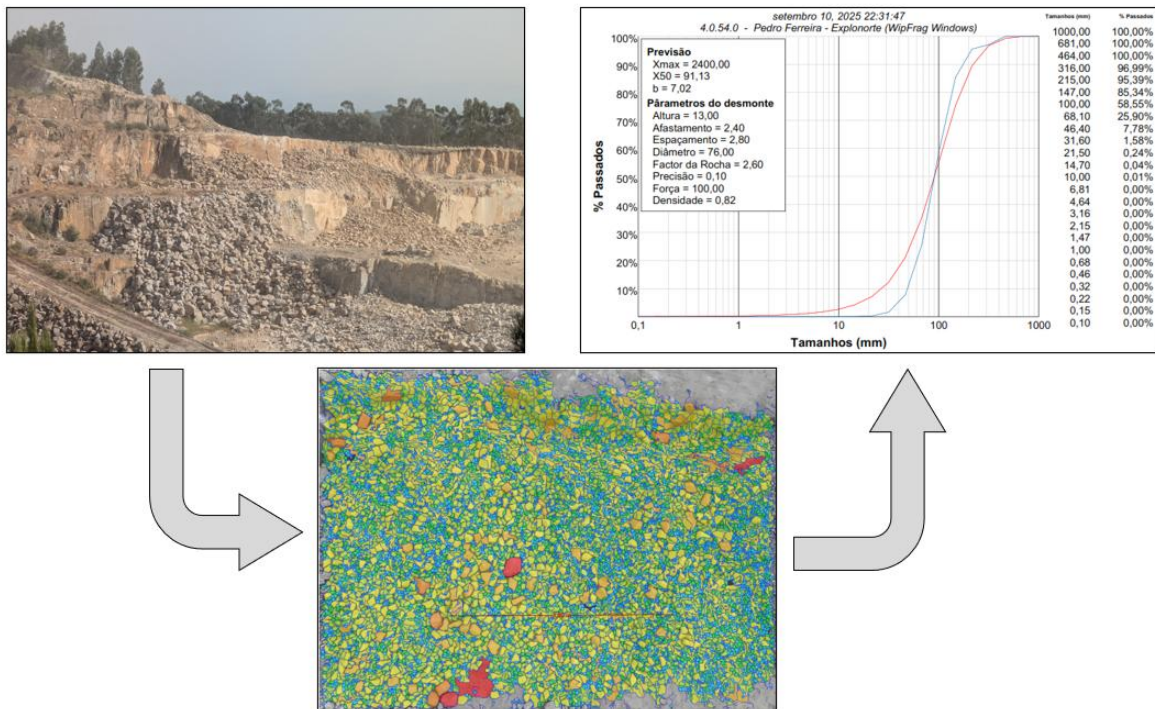 setembro 10, 2025 22:31:47
4.0.54.0 - Pedro Ferreira - Explonorte (WipFrag Windows)
100%
90%
80%
70%
60%
50%
40%
30%
20%
10%
% Passados
Previsão
Xmax = 2400,00
X50 = 91,13
b = 7,02
Pârametros do desmonte
Altura = 13,00
Afastamento = 2,40
Espaçamento = 2,80
Diâmetro = 76,00
Factor da Rocha = 2,60
Precisão = 0,10
Força = 100,00
Densidade = 0,82
0,1 1 10 100 1000
Tamanhos (mm)
Tamanhos (mm) % Passados
1000,00 100,00%
681,00 100,00%
464,00 100,00%
316,00 96,99%
215,00 95,39%
147,00 85,34%
100,00 58,55%
68,10 25,90%
46,40 7,78%
31,60 1,58%
21,50 0,24%
14,70 0,04%
10,00 0,01%
6,81 0,00%
4,64 0,00%
3,16 0,00%
2,15 0,00%
1,47 0,00%
1,00 0,00%
0,68 0,00%
0,46 0,00%
0,32 0,00%
0,22 0,00%
0,15 0,00%
0,10 0,00%